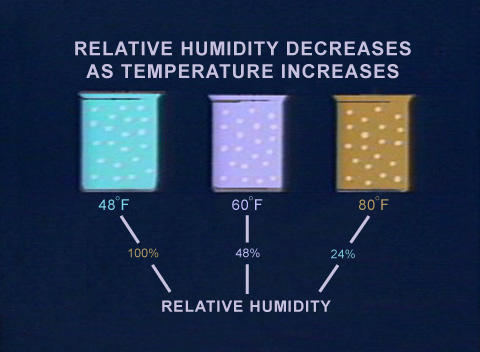 RELATIVE HUMIDITY DECREASES
AS TEMPERATURE INCREASES
48°F 60°F 80°F
100% 48% 24%
RELATIVE HUMIDITY